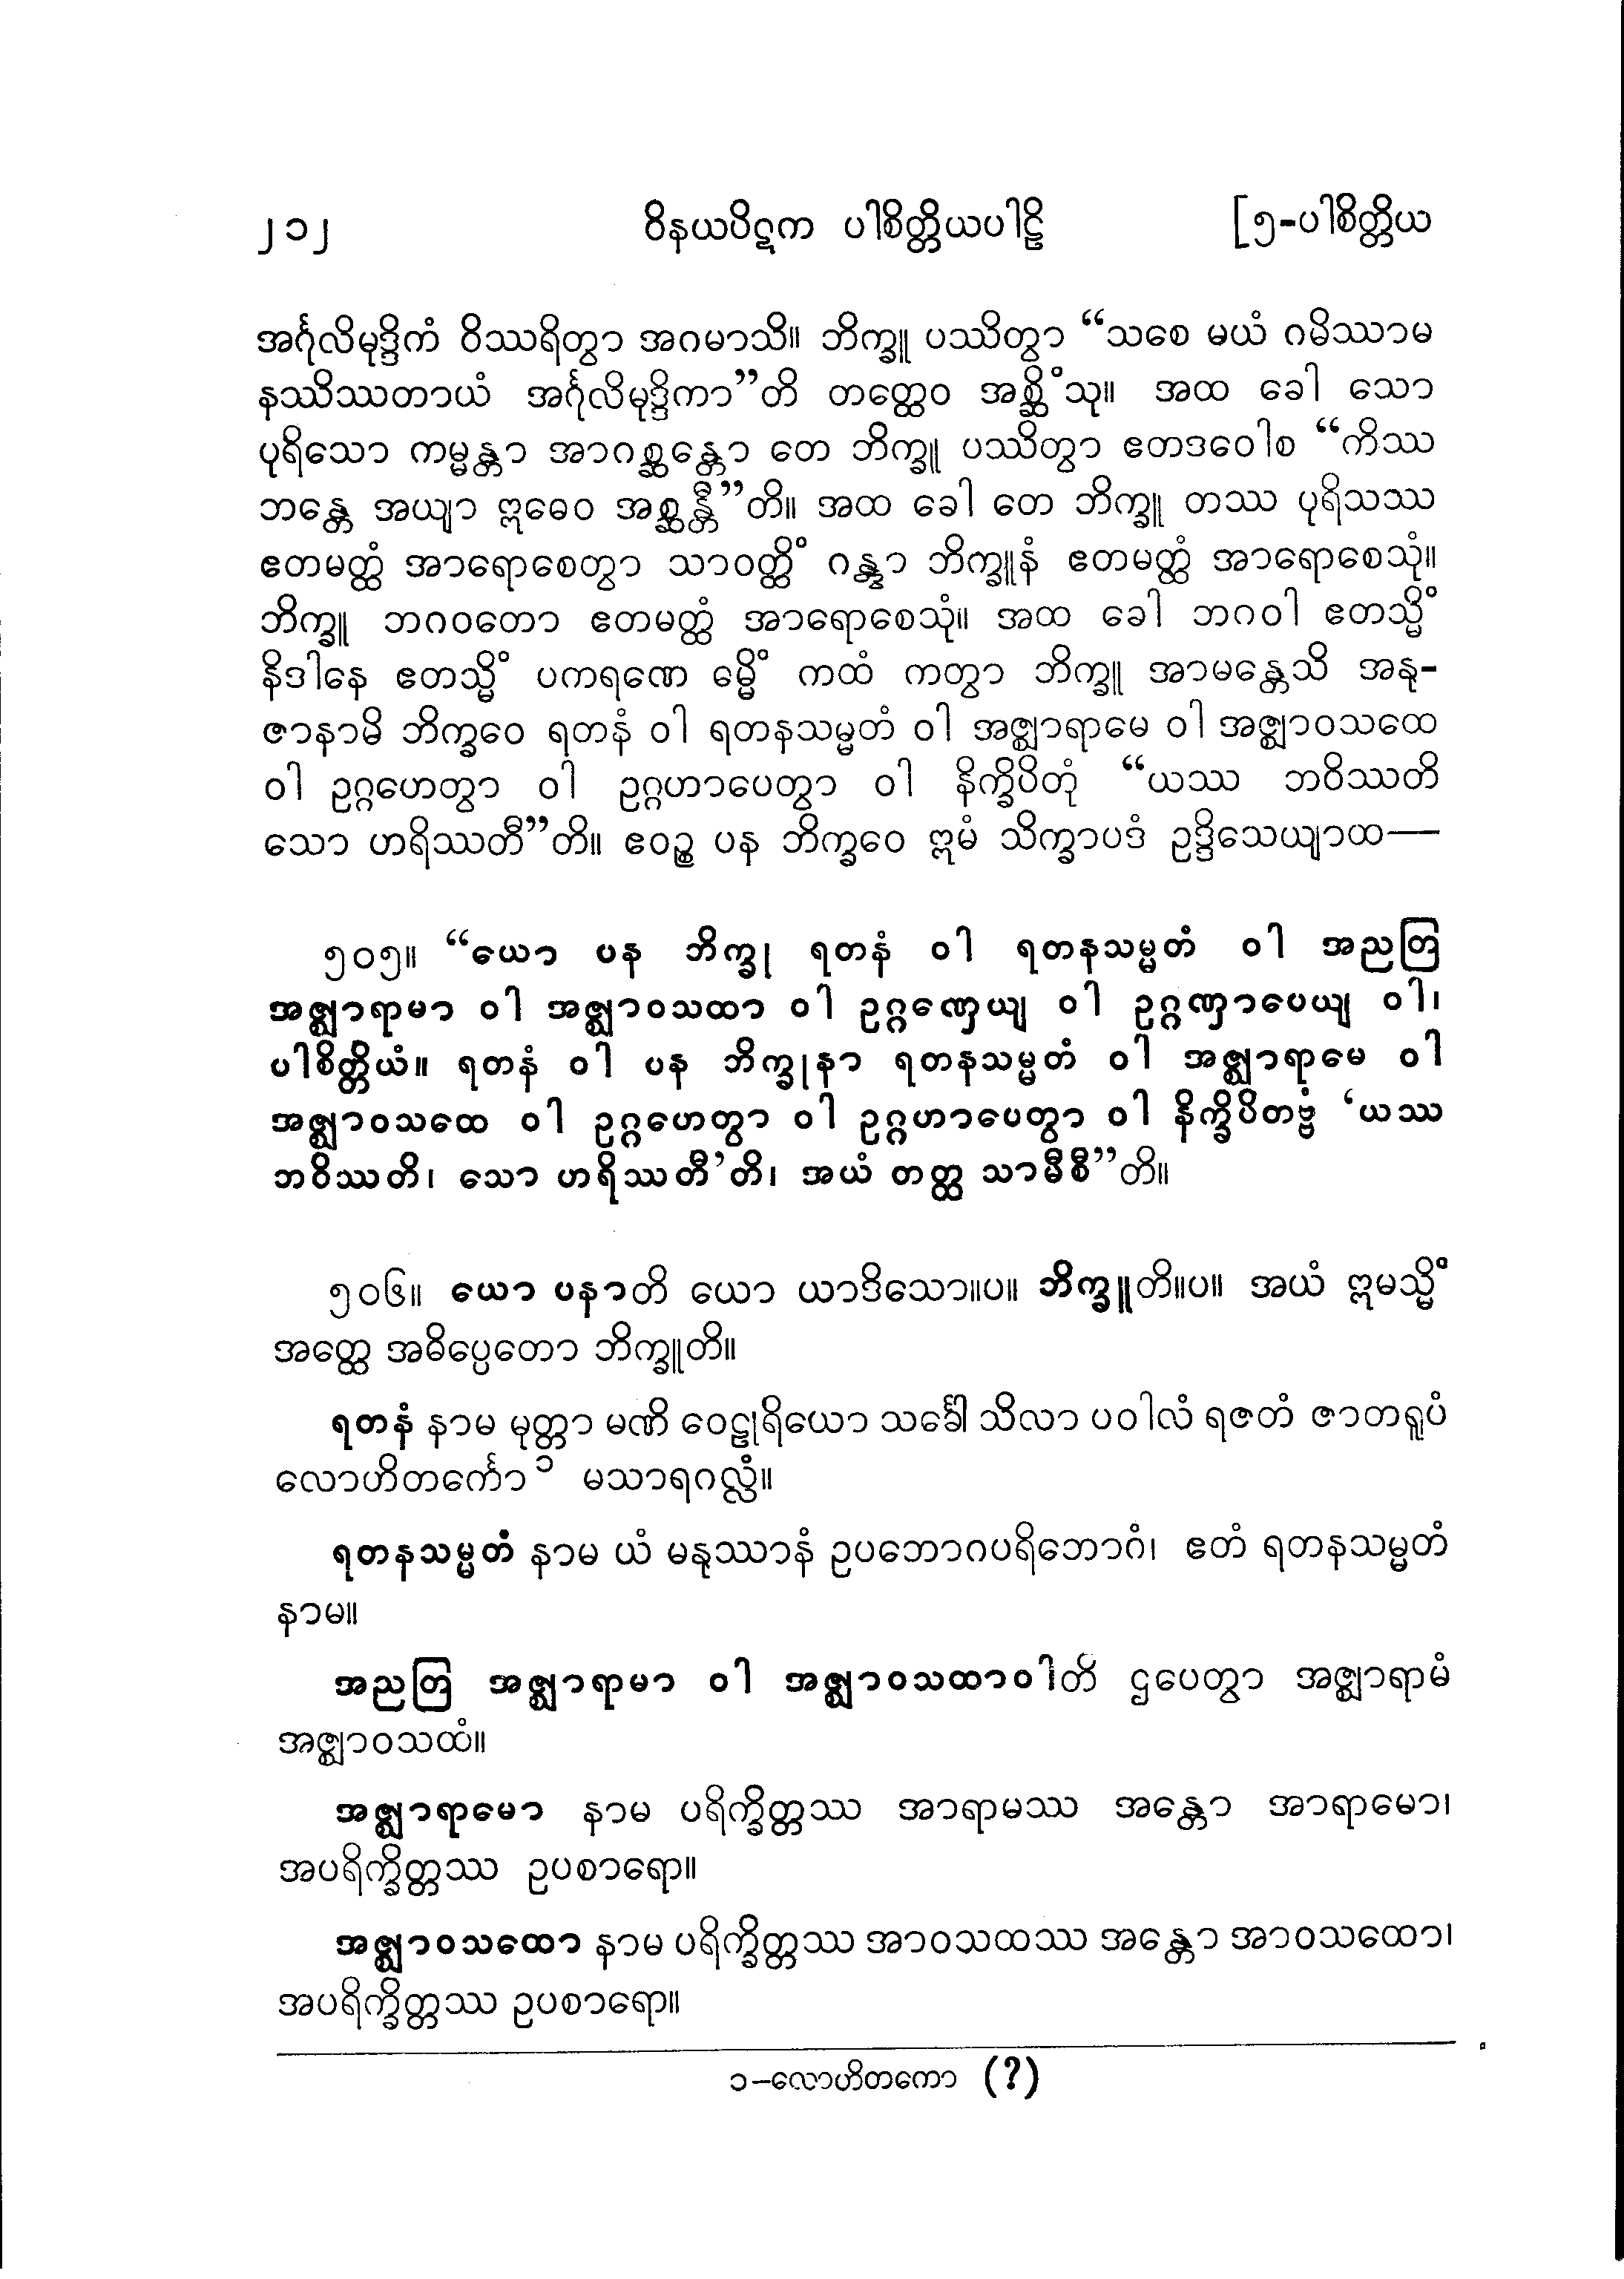 ၂၁၂ ဝိနယပိဋက ပါစိတ္တိယပါဠိ [၅-ပါစိတ္တိယ
အင်္ဂုလိမုဒ္ဒိကံ ဝိဿရိတွာ အဂမာသိ။ ဘိက္ခူ ပဿိတွာ “သစေ မယံ ဂမိဿာမ
နဿိဿတာယံ အင်္ဂုလိမုဒ္ဒိကာ”တိ တတ္ထေဝ အစ္ဆိံသု။ အထ ခေါ သော
ပုရိသော ကမ္မန္တာ အာဂစ္ဆန္တော တေ ဘိက္ခူ ပဿိတွာ ဧတဒဝေါစ “ကိဿ
ဘန္တေ အယျာ ဣဓေဝ အစ္ဆန္တီ”တိ။ အထ ခေါ တေ ဘိက္ခူ တဿ ပုရိသဿ
ဧတမတ္ထံ အာရောစေတွာ သာဝတ္ထိံ ဂန္တွာ ဘိက္ခူနံ ဧတမတ္ထံ အာရောစေသုံ။
ဘိက္ခူ ဘဂဝတော ဧတမတ္ထံ အာရောစေသုံ။ အထ ခေါ ဘဂဝါ ဧတသ္မိံ
နိဒါနေ ဧတသ္မိံ ပကရဏေ ဓမ္မိံ ကထံ ကတွာ ဘိက္ခူ အာမန္တေသိ အနု-
ဇာနာမိ ဘိက္ခဝေ ရတနံ ဝါ ရတနသမ္မတံ ဝါ အဇ္ဈာရာမေ ဝါ အဇ္ဈာဝသထေ
ဝါ ဥဂ္ဂဟေတွာ ဝါ ဥဂ္ဂဟာပေတွာ ဝါ နိက္ခိပိတုံ “ယဿ ဘဝိဿတိ
သော ဟရိဿတီ”တိ။ ဧဝဉ္စ ပန ဘိက္ခဝေ ဣမံ သိက္ခာပဒံ ဥဒ္ဒိသေယျာထ—
၅၀၅။ “ယော ပန ဘိက္ခု ရတနံ ဝါ ရတနသမ္မတံ ဝါ အညတြ
အဇ္ဈာရာမာ ဝါ အဇ္ဈာဝသထာ ဝါ ဥဂ္ဂဏှေယျ ဝါ ဥဂ္ဂဏှာပေယျ ဝါ၊
ပါစိတ္တိယံ။ ရတနံ ဝါ ပန ဘိက္ခုနာ ရတနသမ္မတံ ဝါ အဇ္ဈာရာမေ ဝါ
အဇ္ဈာဝသထေ ဝါ ဥဂ္ဂဟေတွာ ဝါ ဥဂ္ဂဟာပေတွာ ဝါ နိက္ခိပိတဗ္ဗံ ‘ယဿ
ဘဝိဿတိ၊ သော ဟရိဿတီ’တိ၊ အယံ တတ္ထ သာမီစီ”တိ။
၅၀၆။ ယော ပနာတိ ယော ယာဒိသော။ပ။ ဘိက္ခူတိ။ပ။ အယံ ဣမသ္မိံ
အတ္ထေ အဓိပ္ပေတော ဘိက္ခူတိ။
ရတနံ နာမ မုတ္တာ မဏိ ဝေဠုရိယော သင်္ခေါ သိလာ ပဝါလံ ရဇတံ ဇာတရူပံ
လောဟိတင်္ကော ၁ မသာရဂလ္လံ။
ရတနသမ္မတံ နာမ ယံ မနုဿာနံ ဥပဘောဂပရိဘောဂံ၊ ဧတံ ရတနသမ္မတံ
နာမ။
အညတြ အဇ္ဈာရာမာ ဝါ အဇ္ဈာဝသထာဝါတိ ဌပေတွာ အဇ္ဈာရာမံ
အဇ္ဈာဝသထံ။
အဇ္ဈာရာမော နာမ ပရိက္ခိတ္တဿ အာရာမဿ အန္တော အာရာမော၊
အပရိက္ခိတ္တဿ ဥပစာရော။
အဇ္ဈာဝသထော နာမ ပရိက္ခိတ္တဿ အာဝသထဿ အန္တော အာဝသထော၊
အပရိက္ခိတ္တဿ ဥပစာရော။
၁-လောဟိတကော (?)